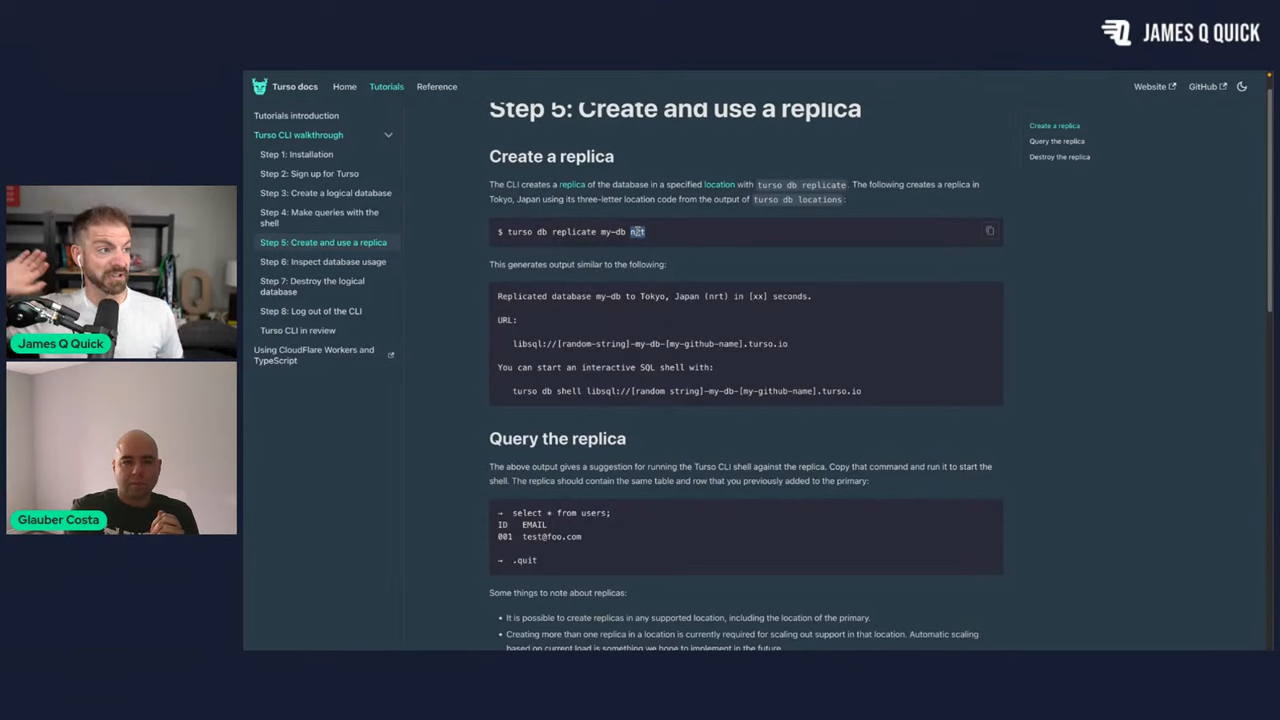 JAMES Q QUICK
Turso docs
Home
Tutorials
Reference
Website
GitHub
Tutorials introduction
Turso CLI walkthrough
Step 1: Installation
Step 2: Sign up for Turso
Step 3: Create a logical database
Step 4: Make queries with the
shell
Step 5: Create and use a replica
Step 6: Inspect database usage
Step 7: Destroy the logical
database
Step 8: Log out of the CLI
Turso CLI in review
Using CloudFlare Workers and
TypeScript
Step 5: Create and use a replica
Create a replica
The CLI creates a replica of the database in a specified location with turso db replicate. The following creates a replica in
Tokyo, Japan using its three-letter location code from the output of turso db locations:
$ turso db replicate my-db nrt
This generates output similar to the following:
Replicated database my-db to Tokyo, Japan (nrt) in [xx] seconds.
URL:
libsql://[random-string]-my-db-[my-github-name].turso.io
You can start an interactive SQL shell with:
turso db shell libsql://[random string]-my-db-[my-github-name].turso.io
Query the replica
The above output gives a suggestion for running the Turso CLI shell against the replica. Copy that command and run it to start the
shell. The replica should contain the same table and row that you previously added to the primary:
→ select * from users;
ID EMAIL
001 test@foo.com
→ .quit
Some things to note about replicas:
• It is possible to create replicas in any supported location, including the location of the primary.
• Creating more than one replica in a location is currently required for scaling out support in that location. Automatic scaling
based on current load is something we hope to implement in the future.
Create a replica
Query the replica
Destroy the replica
James Q Quick
Glauber Costa